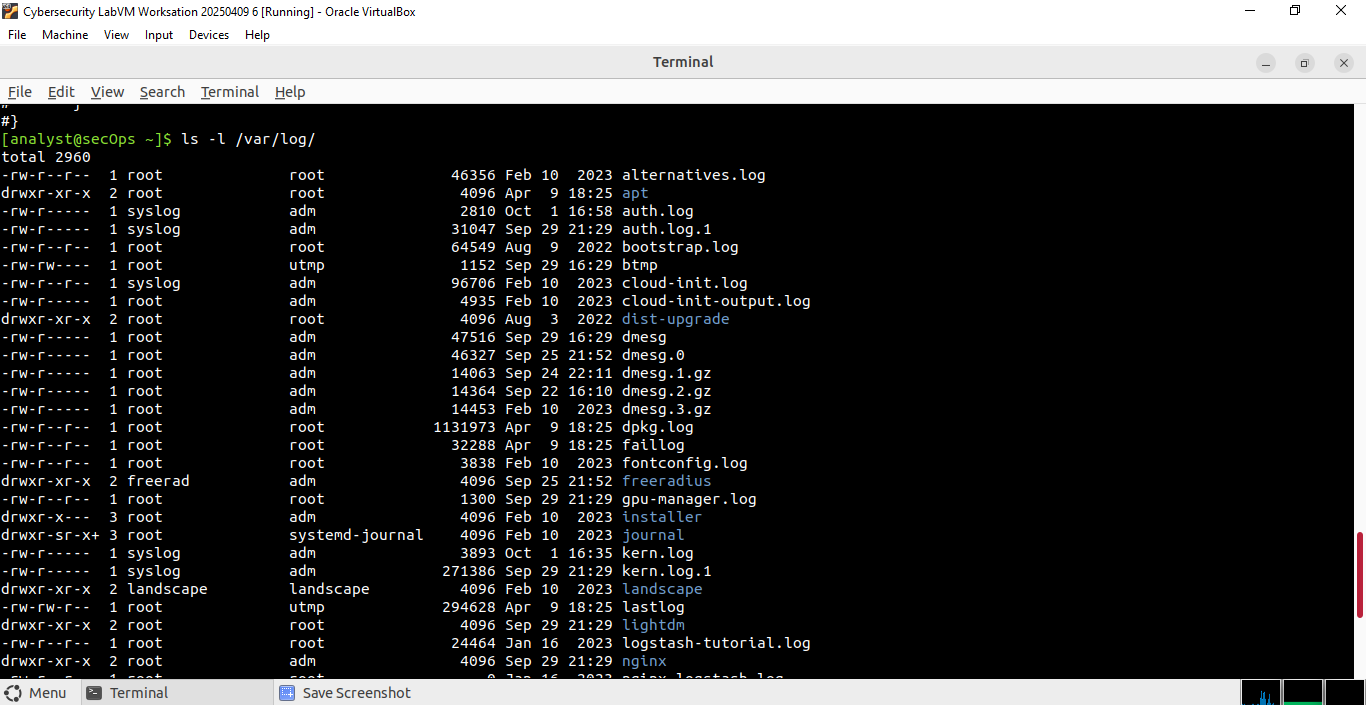 Cybersecurity LabVM Worksation 20250409 6 [Running] - Oracle VirtualBox
File Machine View Input Devices Help
Terminal
File Edit View Search Terminal Help
#}
[analyst@secOps ~]$ ls -l /var/log/
total 2960
-rw-r--r-- 1 root root 46356 Feb 10 2023 alternatives.log
drwxr-xr-x 2 root root 4096 Apr 9 18:25 apt
-rw-r----- 1 syslog adm 2810 Oct 1 16:58 auth.log
-rw-r----- 1 syslog adm 31047 Sep 29 21:29 auth.log.1
-rw-r--r-- 1 root root 64549 Aug 9 2022 bootstrap.log
-rw-rw---- 1 root utmp 1152 Sep 29 16:29 btmp
-rw-r--r-- 1 syslog adm 96706 Feb 10 2023 cloud-init.log
-rw-r----- 1 root adm 4935 Feb 10 2023 cloud-init-output.log
drwxr-xr-x 2 root root 4096 Aug 3 2022 dist-upgrade
-rw-r----- 1 root adm 47516 Sep 29 16:29 dmesg
-rw-r----- 1 root adm 46327 Sep 25 21:52 dmesg.0
-rw-r----- 1 root adm 14063 Sep 24 22:11 dmesg.1.gz
-rw-r----- 1 root adm 14364 Sep 22 16:10 dmesg.2.gz
-rw-r----- 1 root adm 14453 Feb 10 2023 dmesg.3.gz
-rw-r--r-- 1 root root 1131973 Apr 9 18:25 dpkg.log
-rw-r--r-- 1 root root 32288 Apr 9 18:25 faillog
-rw-r--r-- 1 root root 3838 Feb 10 2023 fontconfig.log
drwxr-xr-x 2 freerad adm 4096 Sep 25 21:52 freeradius
-rw-r--r-- 1 root root 1300 Sep 29 21:29 gpu-manager.log
drwxr-x--- 3 root adm 4096 Feb 10 2023 installer
drwxr-sr-x+ 3 root systemd-journal 4096 Feb 10 2023 journal
-rw-r----- 1 syslog adm 3893 Oct 1 16:35 kern.log
-rw-r----- 1 syslog adm 271386 Sep 29 21:29 kern.log.1
drwxr-xr-x 2 landscape landscape 4096 Feb 10 2023 landscape
-rw-rw-r-- 1 root utmp 294628 Apr 9 18:25 lastlog
drwxr-xr-x 2 root root 4096 Sep 29 21:29 lightdm
-rw-r--r-- 1 root root 24464 Jan 16 2023 logstash-tutorial.log
drwxr-xr-x 2 root adm 4096 Sep 29 21:29 nginx
Menu Terminal Save Screenshot